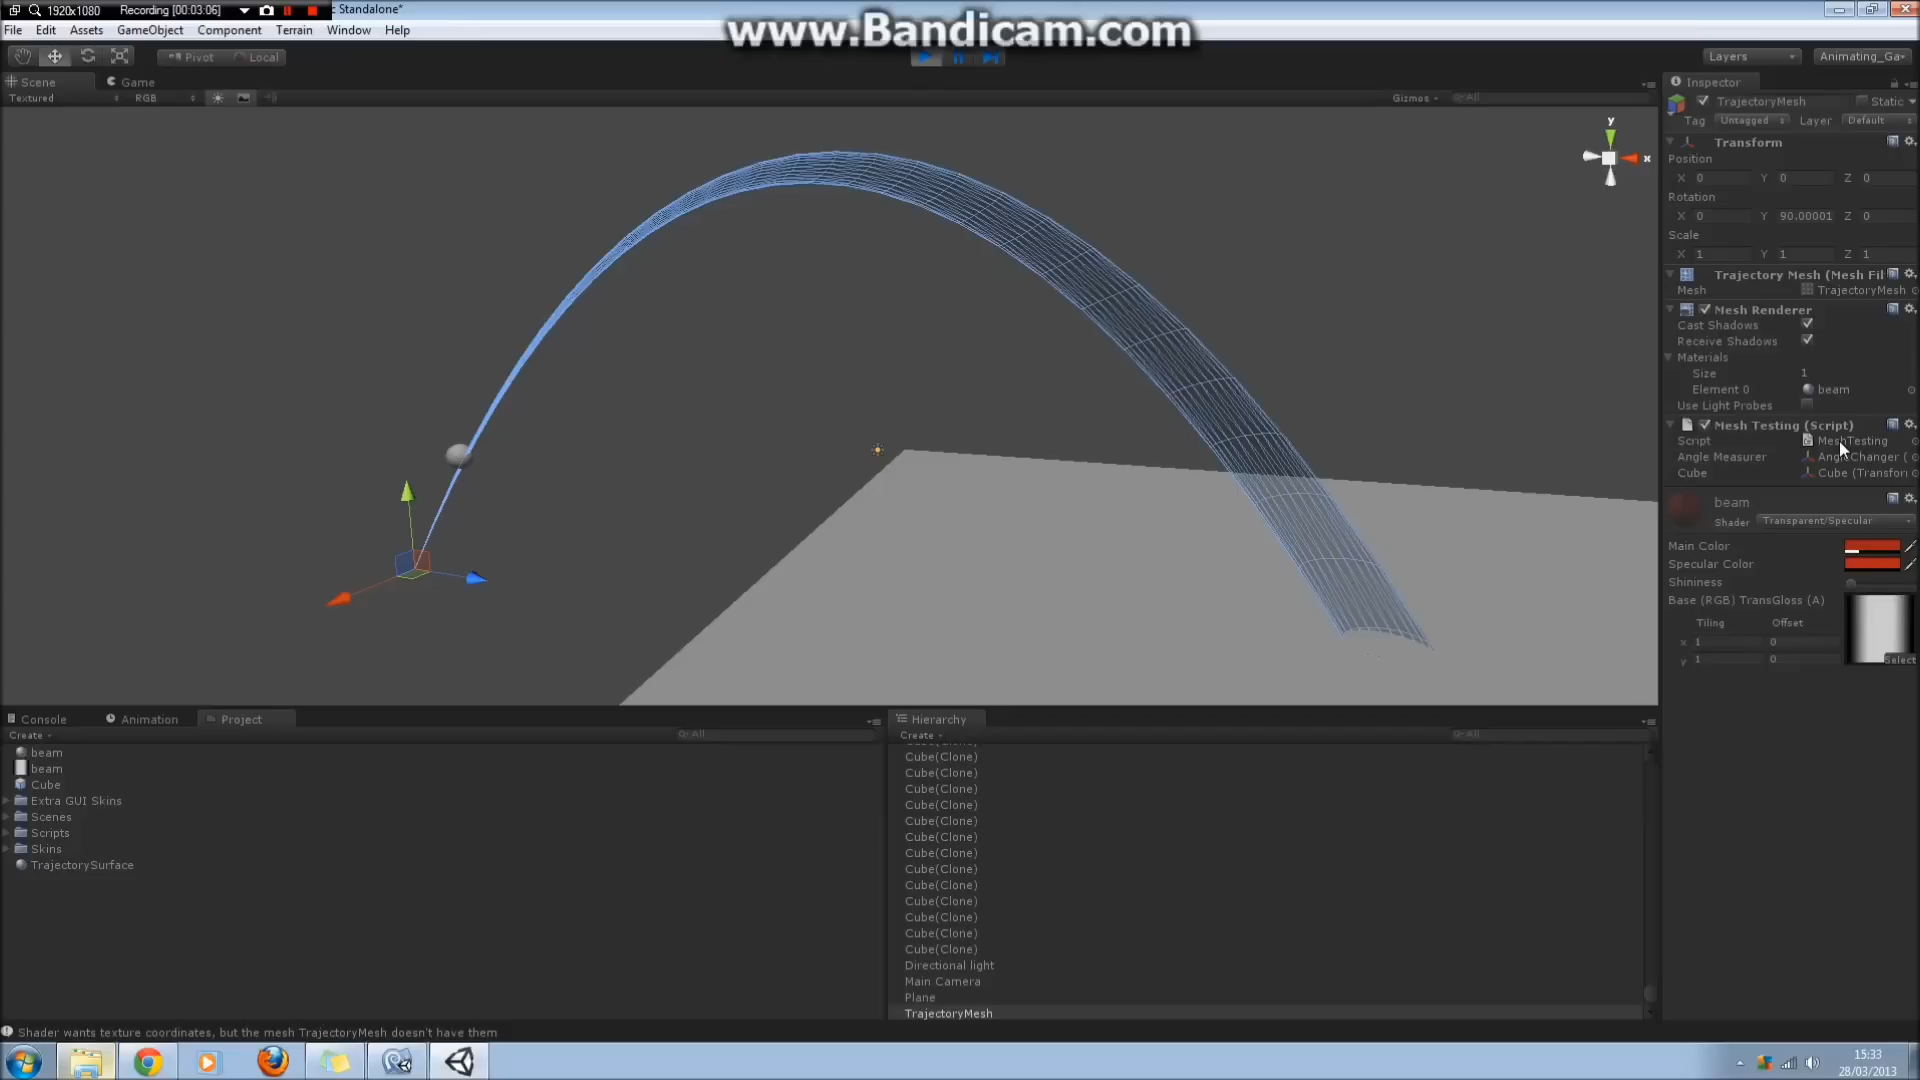 1920x1080 Recording [00:03:06] Standalone*
www.Bandicam.com
File Edit Assets GameObject Component Terrain Window Help
Pivot Local Layers Animating_Ga
Scene Game
Textured RGB Gizmos All
y
x
Inspector
TrajectoryMesh Static
Tag Untagged Layer Default
Transform
Position
X 0 Y 0 Z 0
Rotation
X 0 Y 90.00001 Z 0
Scale
X 1 Y 1 Z 1
Trajectory Mesh (Mesh Fil
Mesh TrajectoryMesh
Mesh Renderer
Cast Shadows
Receive Shadows
Materials
Size 1
Element 0 beam
Use Light Probes
Mesh Testing (Script)
Script MeshTesting
Angle Measurer AngleChanger (
Cube Cube (Transfor
beam
Shader Transparent/Specular
Main Color
Specular Color
Shininess
Base (RGB) TransGloss (A)
Tiling Offset
x 1 0
y 1 0
Select
Console Animation Project
Create All
beam
beam
Cube
Extra GUI Skins
Scenes
Scripts
Skins
TrajectorySurface
Hierarchy
Create All
Cube(Clone)
Cube(Clone)
Cube(Clone)
Cube(Clone)
Cube(Clone)
Cube(Clone)
Cube(Clone)
Cube(Clone)
Cube(Clone)
Cube(Clone)
Cube(Clone)
Cube(Clone)
Cube(Clone)
Directional light
Main Camera
Plane
TrajectoryMesh
Shader wants texture coordinates, but the mesh TrajectoryMesh doesn't have them
15:33
28/03/2013